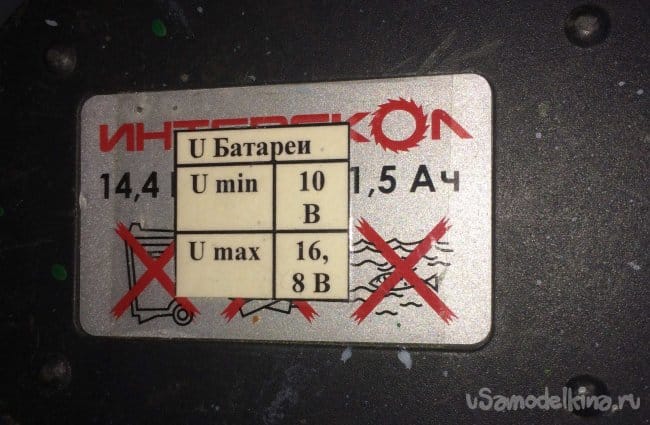 ИНТЕРСКОЛ
U Батареи
14,4
U min
10
В
1,5 Ач
U max
16,
8 В
uSamodelkina.ru